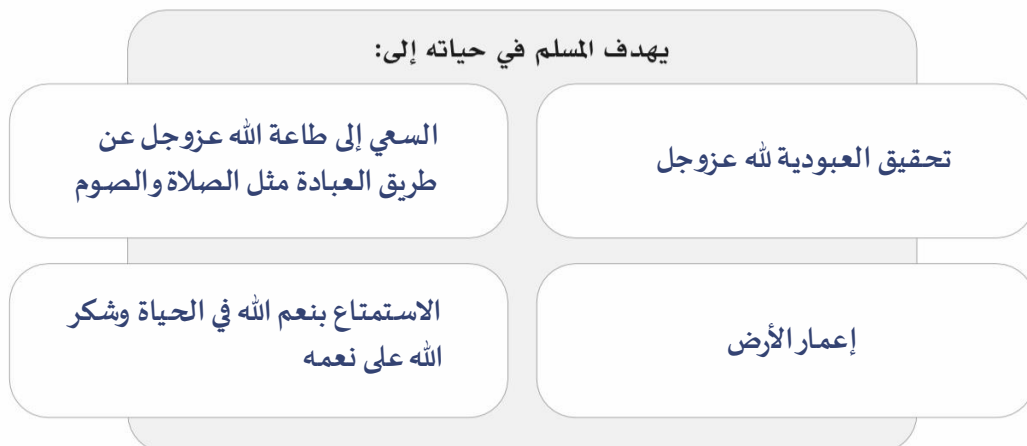 يهدف المسلم في حياته إلى:
تحقيق العبودية لله عزوجل
السعي إلى طاعة الله عزوجل عن
طريق العبادة مثل الصلاة والصوم
إعمار الأرض
الاستمتاع بنعم الله في الحياة وشكر
الله على نعمه